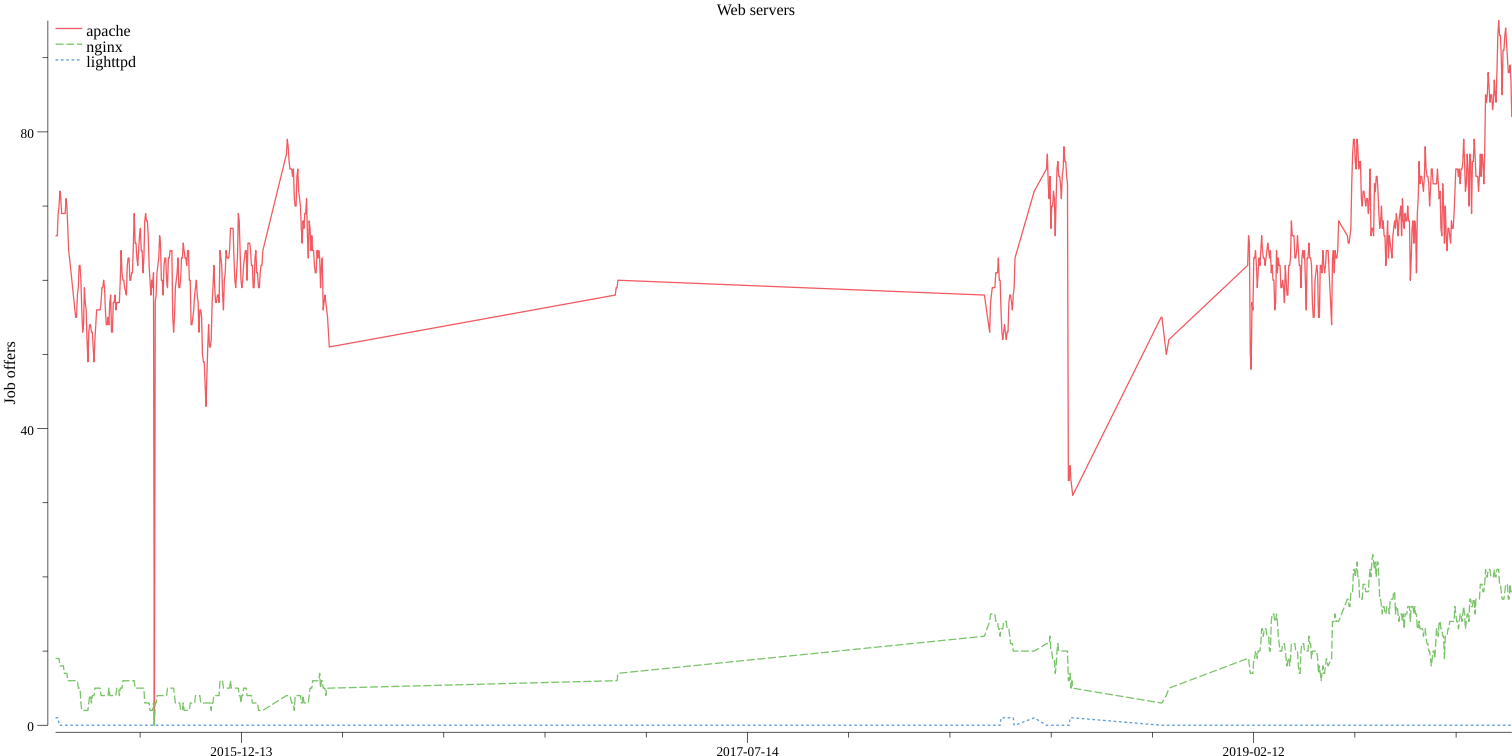 Web servers
apache
nginx
lighttpd
80
40
0
Job offers
2015-12-13
2017-07-14
2019-02-12